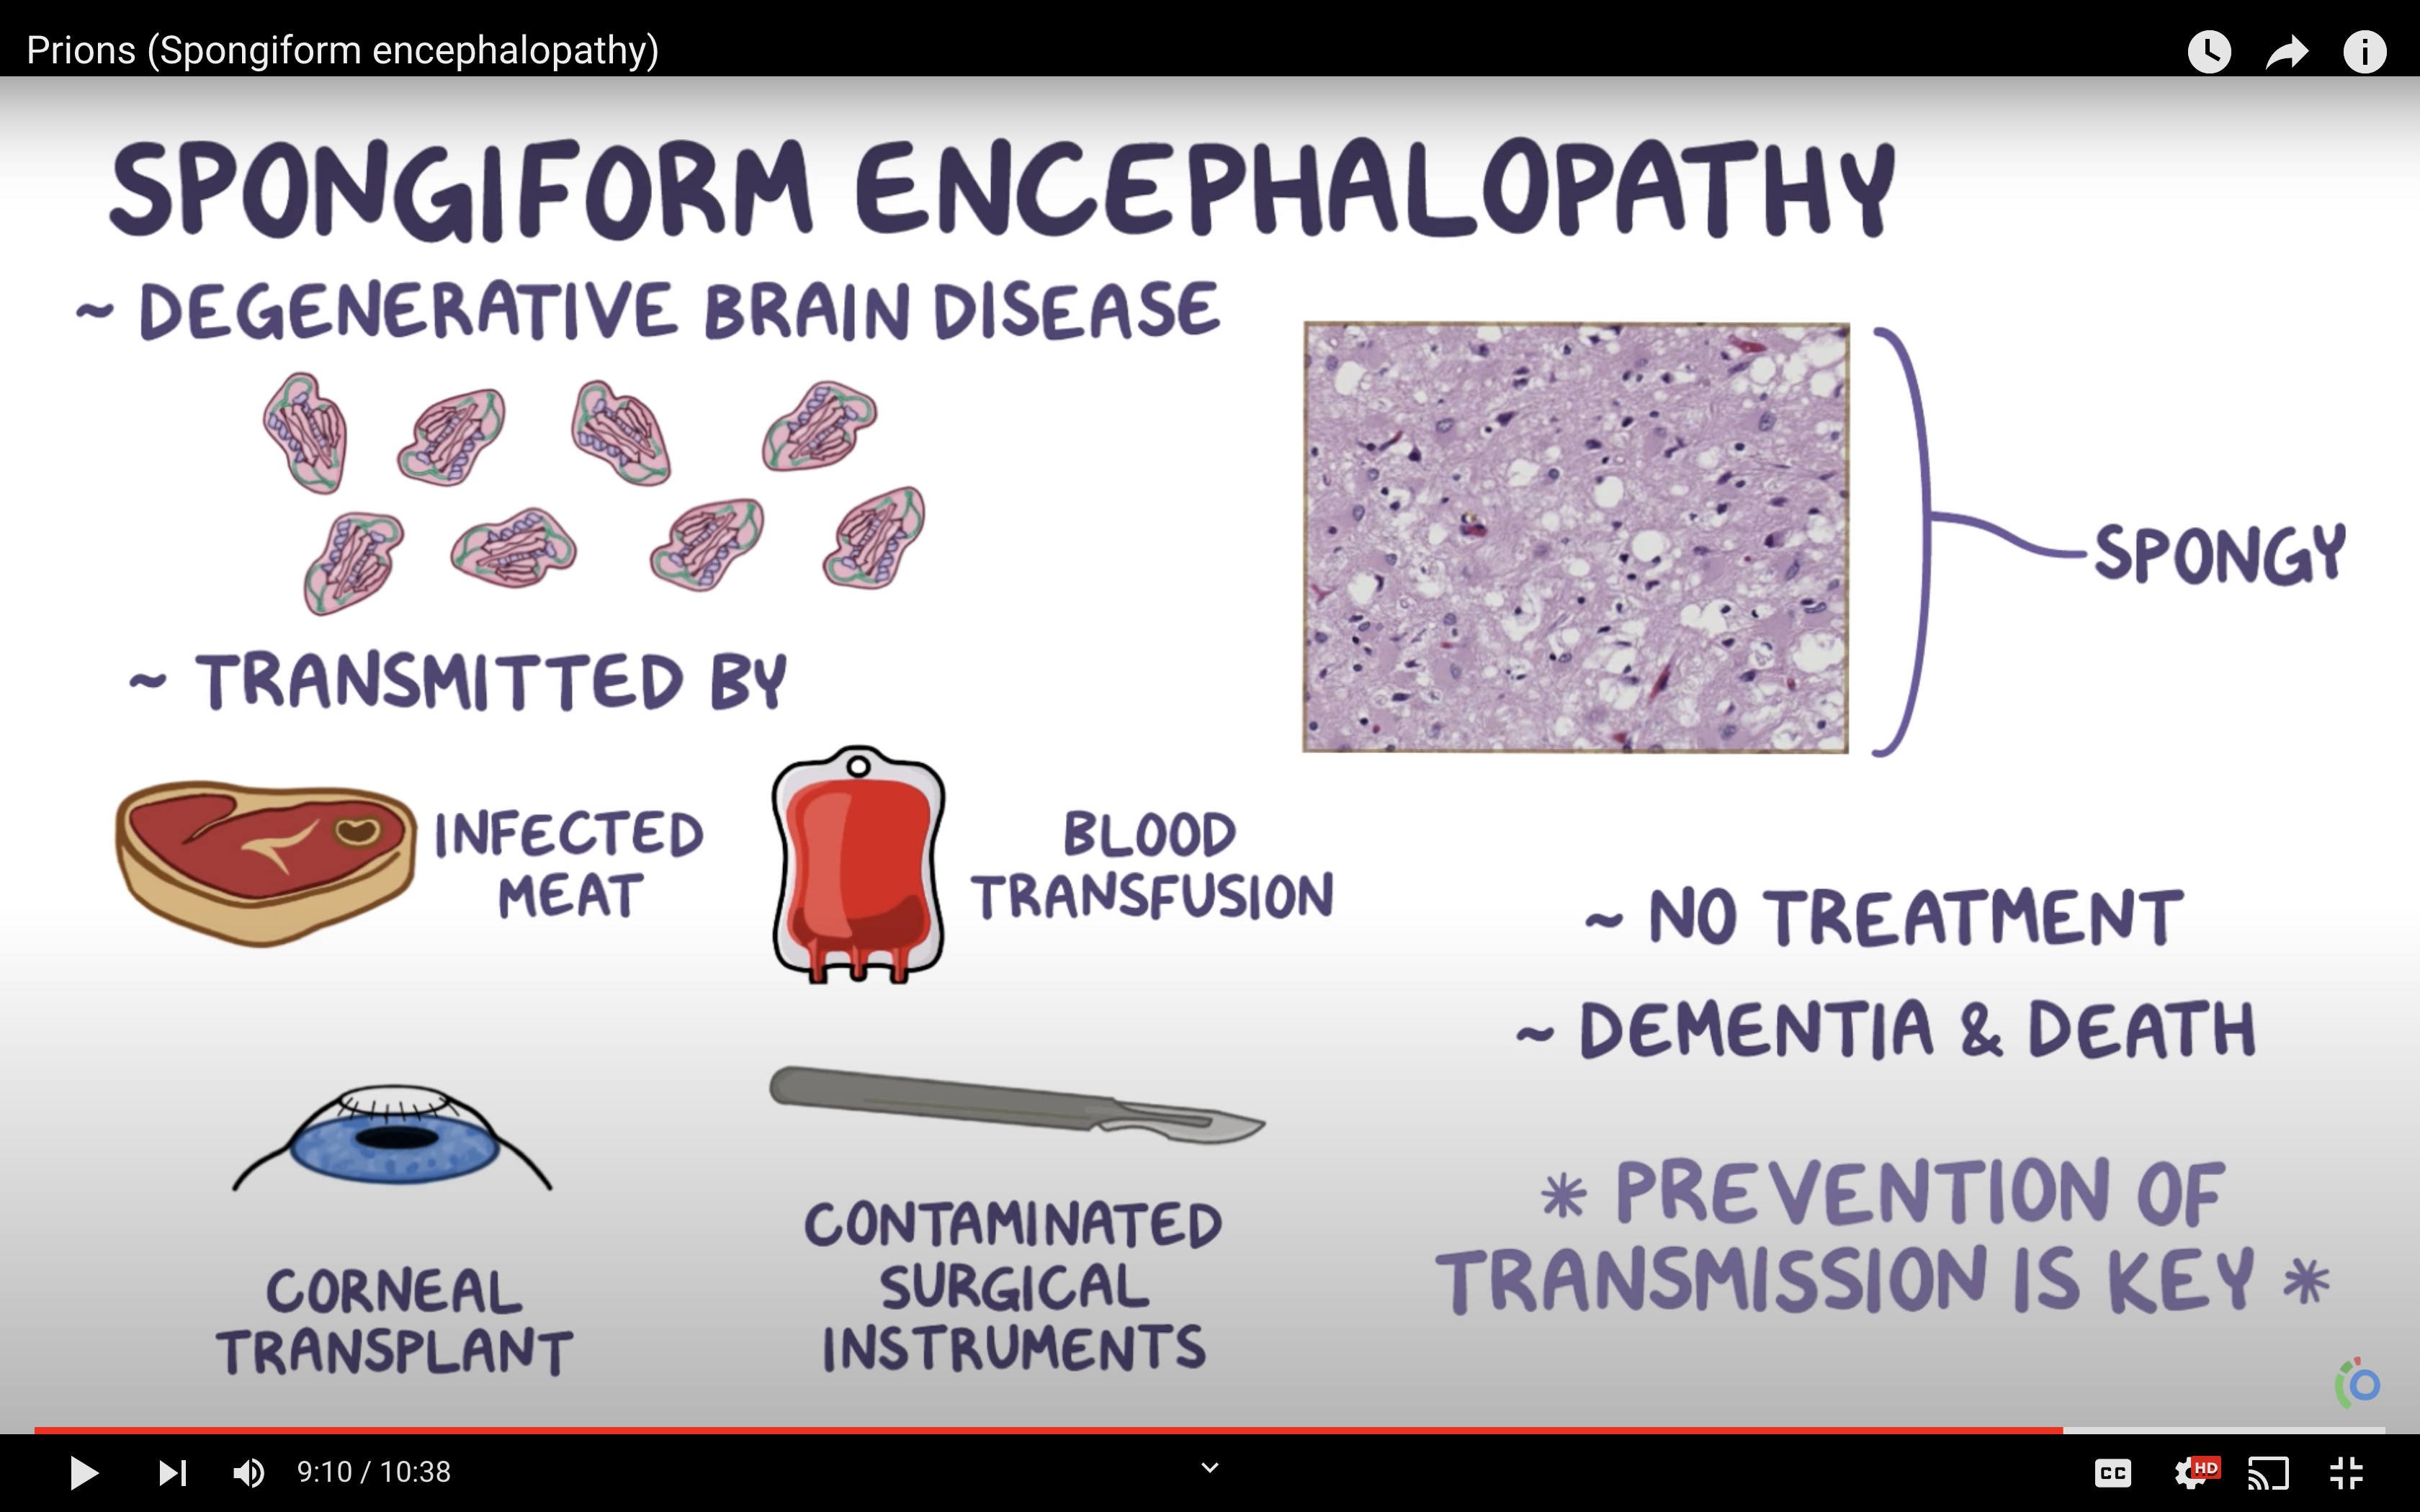 Prions (Spongiform encephalopathy)
SPONGIFORM ENCEPHALOPATHY
~ DEGENERATIVE BRAIN DISEASE
SPONGY
~ TRANSMITTED BY
INFECTED
MEAT
BLOOD
TRANSFUSION
CORNEAL
TRANSPLANT
CONTAMINATED
SURGICAL
INSTRUMENTS
~ NO TREATMENT
~ DEMENTIA & DEATH
* PREVENTION OF
TRANSMISSION IS KEY *
9:10 / 10:38
CC
HD